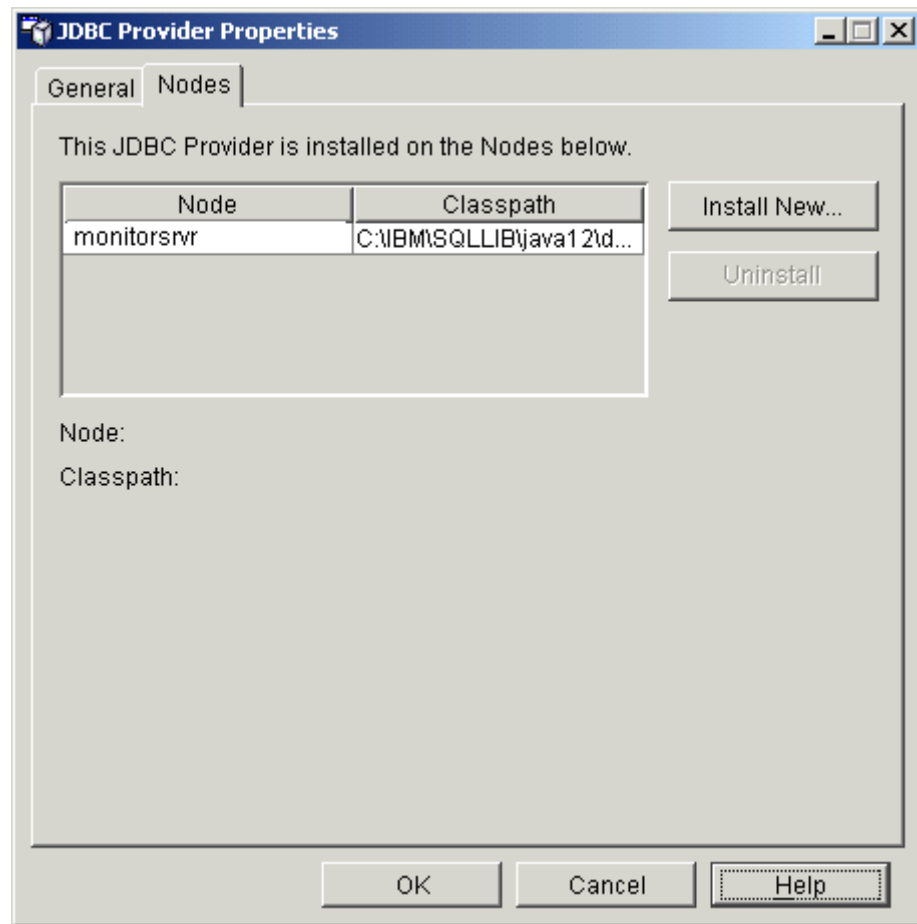 JDBC Provider Properties
General Nodes
This JDBC Provider is installed on the Nodes below.
Node Classpath Install New...
monitorsrvr C:\IBM\SQLLIB\java12\d...
Uninstall
Node:
Classpath:
OK Cancel Help